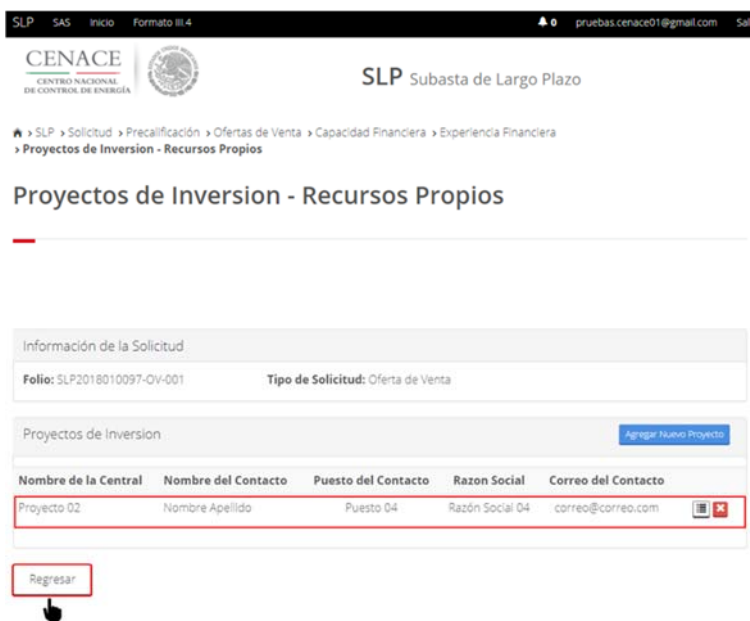 SLP SAS Inicio Formato III.4 0 pruebas.cenace01@gmail.com Sal
CENACE
CENTRO NACIONAL
DE CONTROL DE ENERGÍA
SLP Subasta de Largo Plazo
> SLP > Solicitud > Precalificación > Ofertas de Venta > Capacidad Financiera > Experiencia Financiera
> Proyectos de Inversion - Recursos Propios
Proyectos de Inversion - Recursos Propios
Información de la Solicitud
Folio: SLP2018010097-OV-001 Tipo de Solicitud: Oferta de Venta
Proyectos de Inversion Agregar Nuevo Proyecto
Nombre de la Central Nombre del Contacto Puesto del Contacto Razon Social Correo del Contacto
Proyecto 02 Nombre Apellido Puesto 04 Razón Social 04 correo@correo.com
Regresar